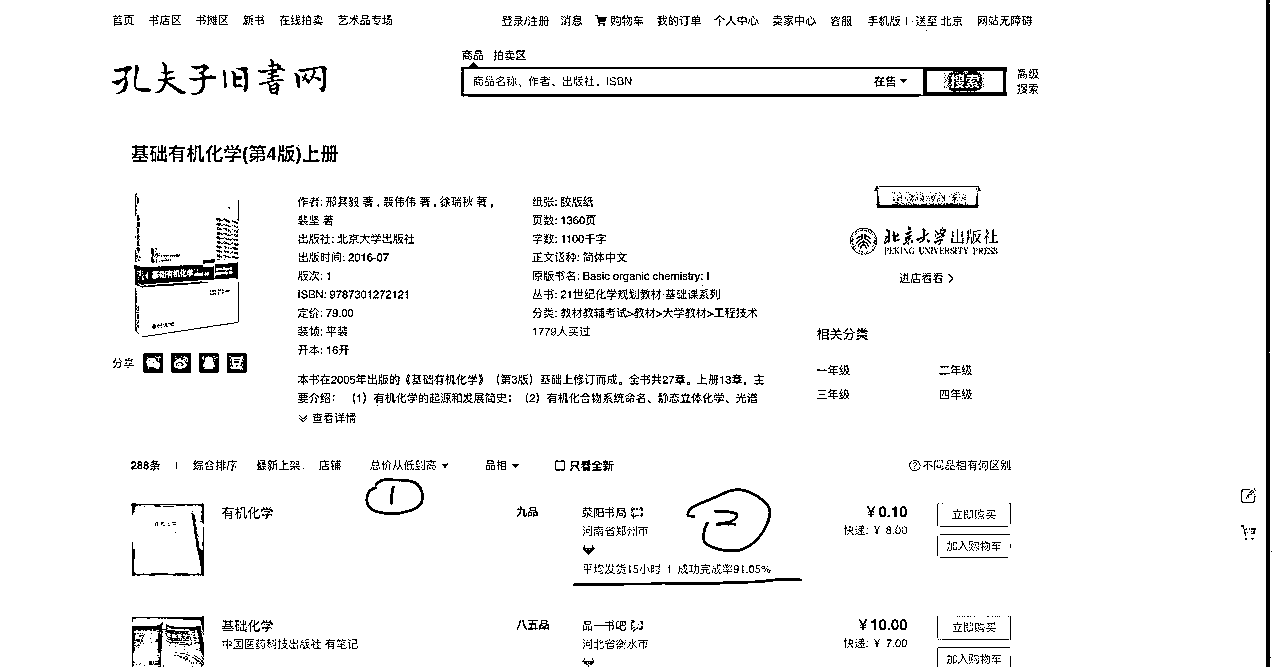 首页 书店区 书摊区 新书 在线拍卖 艺术品专场 登录/注册 消息 购物车 我的订单 个人中心 卖家中心 客服 手机版 送至 北京 网站无障碍
商品 拍卖区
孔夫子旧書网
商品名称、作者、出版社、ISBN 在售 搜索 高级搜索
基础有机化学(第4版)上册
作者: 邢其毅 著 , 裴伟伟 著 , 徐瑞秋 著 ,
裴坚 著
出版社: 北京大学出版社
出版时间: 2016-07
版次: 1
ISBN: 9787301272121
定价: 79.00
装帧: 平装
开本: 16开
纸张: 胶版纸
页数: 1360页
字数: 1100千字
正文语种: 简体中文
原版书名: Basic organic chemistry: I
丛书: 21世纪化学规划教材·基础课系列
分类: 教材教辅考试>教材>大学教材>工程技术
1779人买过
北京大学出版社
PEKING UNIVERSITY PRESS
进店看看 >
基础有机化学
分享
本书在2005年出版的《基础有机化学》（第3版）基础上修订而成。全书共27章。上册13章，主
要介绍：（1）有机化学的起源和发展简史；（2）有机化合物系统命名、静态立体化学、光谱
查看详情
相关分类
一年级 二年级
三年级 四年级
288条 综合排序 最新上架 店铺 总价从低到高 品相 只看全新 不同品相有何区别
1
2
有机化学 九品 荥阳书局 ¥ 0.10 立即购买
河南省郑州市 快递: ¥ 8.00
加入购物车
平均发货15小时 成功完成率91.05%
基础化学 八五品 品一书吧 ¥ 10.00 立即购买
中国医药科技出版社 有笔记 河北省衡水市 快递: ¥ 7.00
加入购物车